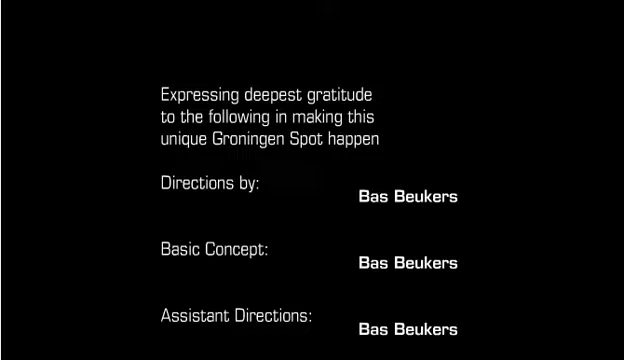 Expressing deepest gratitude
to the following in making this
unique Groningen Spot happen
Directions by:
Bas Beukers
Basic Concept:
Bas Beukers
Assistant Directions:
Bas Beukers